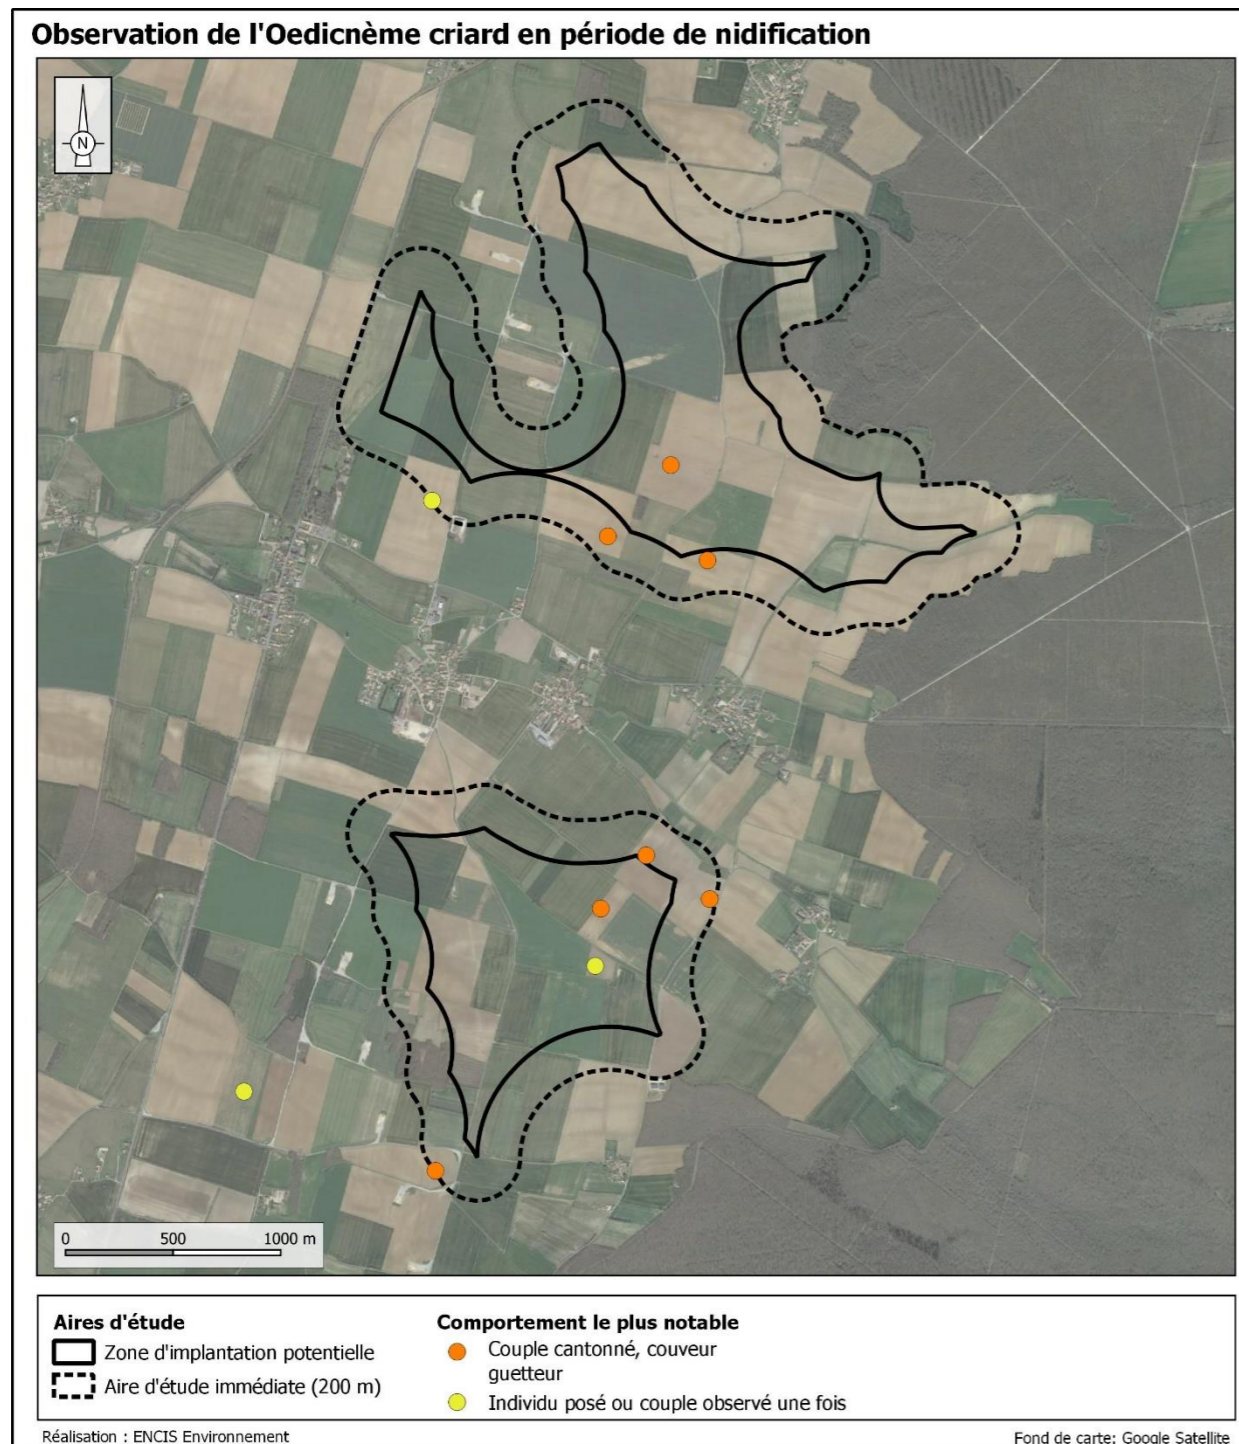 Observation de l'Oedicnème criard en période de nidification
N
0 500 1000 m
Aires d'étude
Zone d'implantation potentielle
Aire d'étude immédiate (200 m)
Comportement le plus notable
Couple cantonné, couveur
guetteur
Individu posé ou couple observé une fois
Réalisation : ENCIS Environnement
Fond de carte: Google Satellite